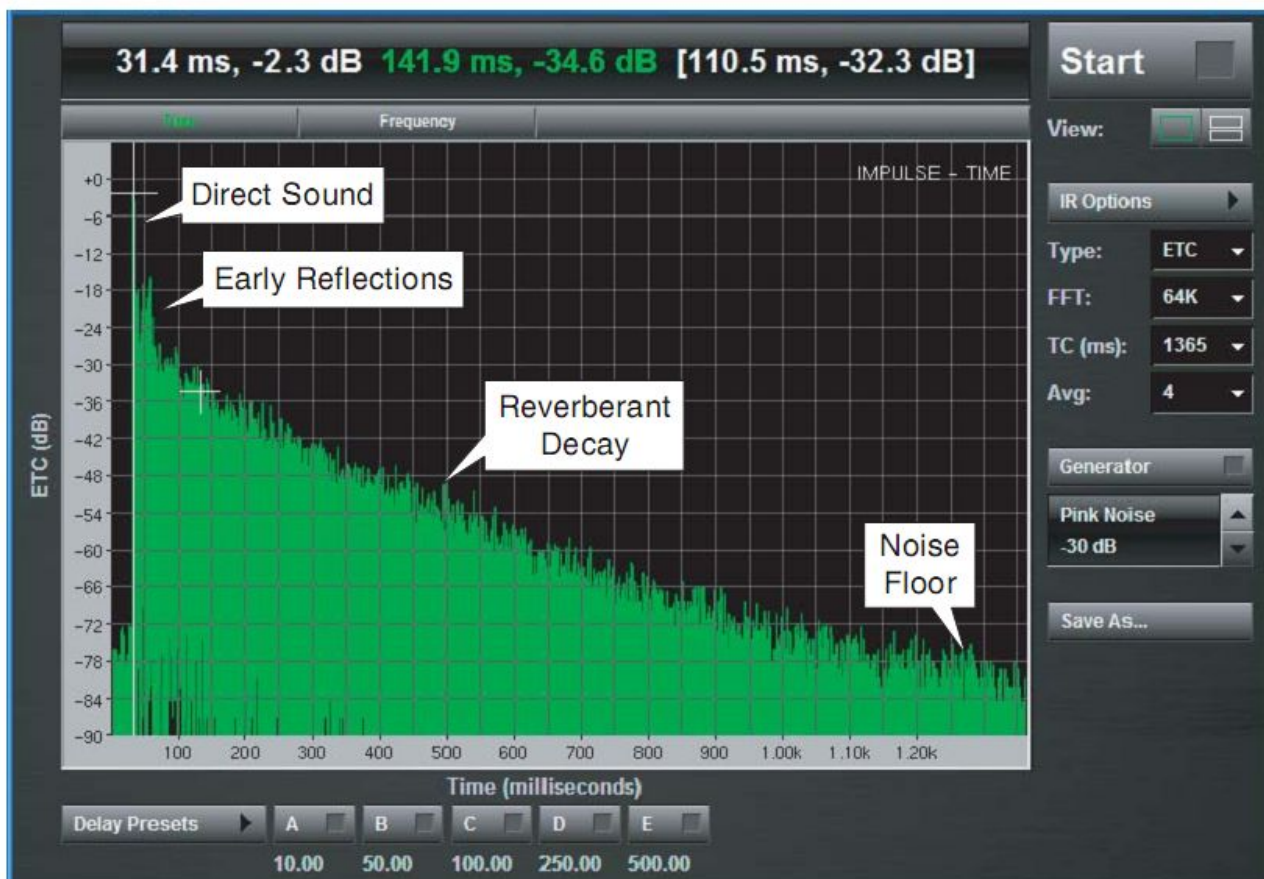 31.4 ms, -2.3 dB 141.9 ms, -34.6 dB [110.5 ms, -32.3 dB]
Start
Frequency
View:
IMPULSE - TIME
Direct Sound
Early Reflections
Reverberant
Decay
Noise
Floor
ETC (dB)
+0
-6
-12
-18
-24
-30
-36
-42
-48
-54
-60
-66
-72
-78
-84
-90
100 200 300 400 500 600 700 800 900 1.00k 1.10k 1.20k
Time (milliseconds)
IR Options
Type: ETC
FFT: 64K
TC (ms): 1365
Avg: 4
Generator
Pink Noise
-30 dB
Save As...
Delay Presets A B C D E
10.00 50.00 100.00 250.00 500.00